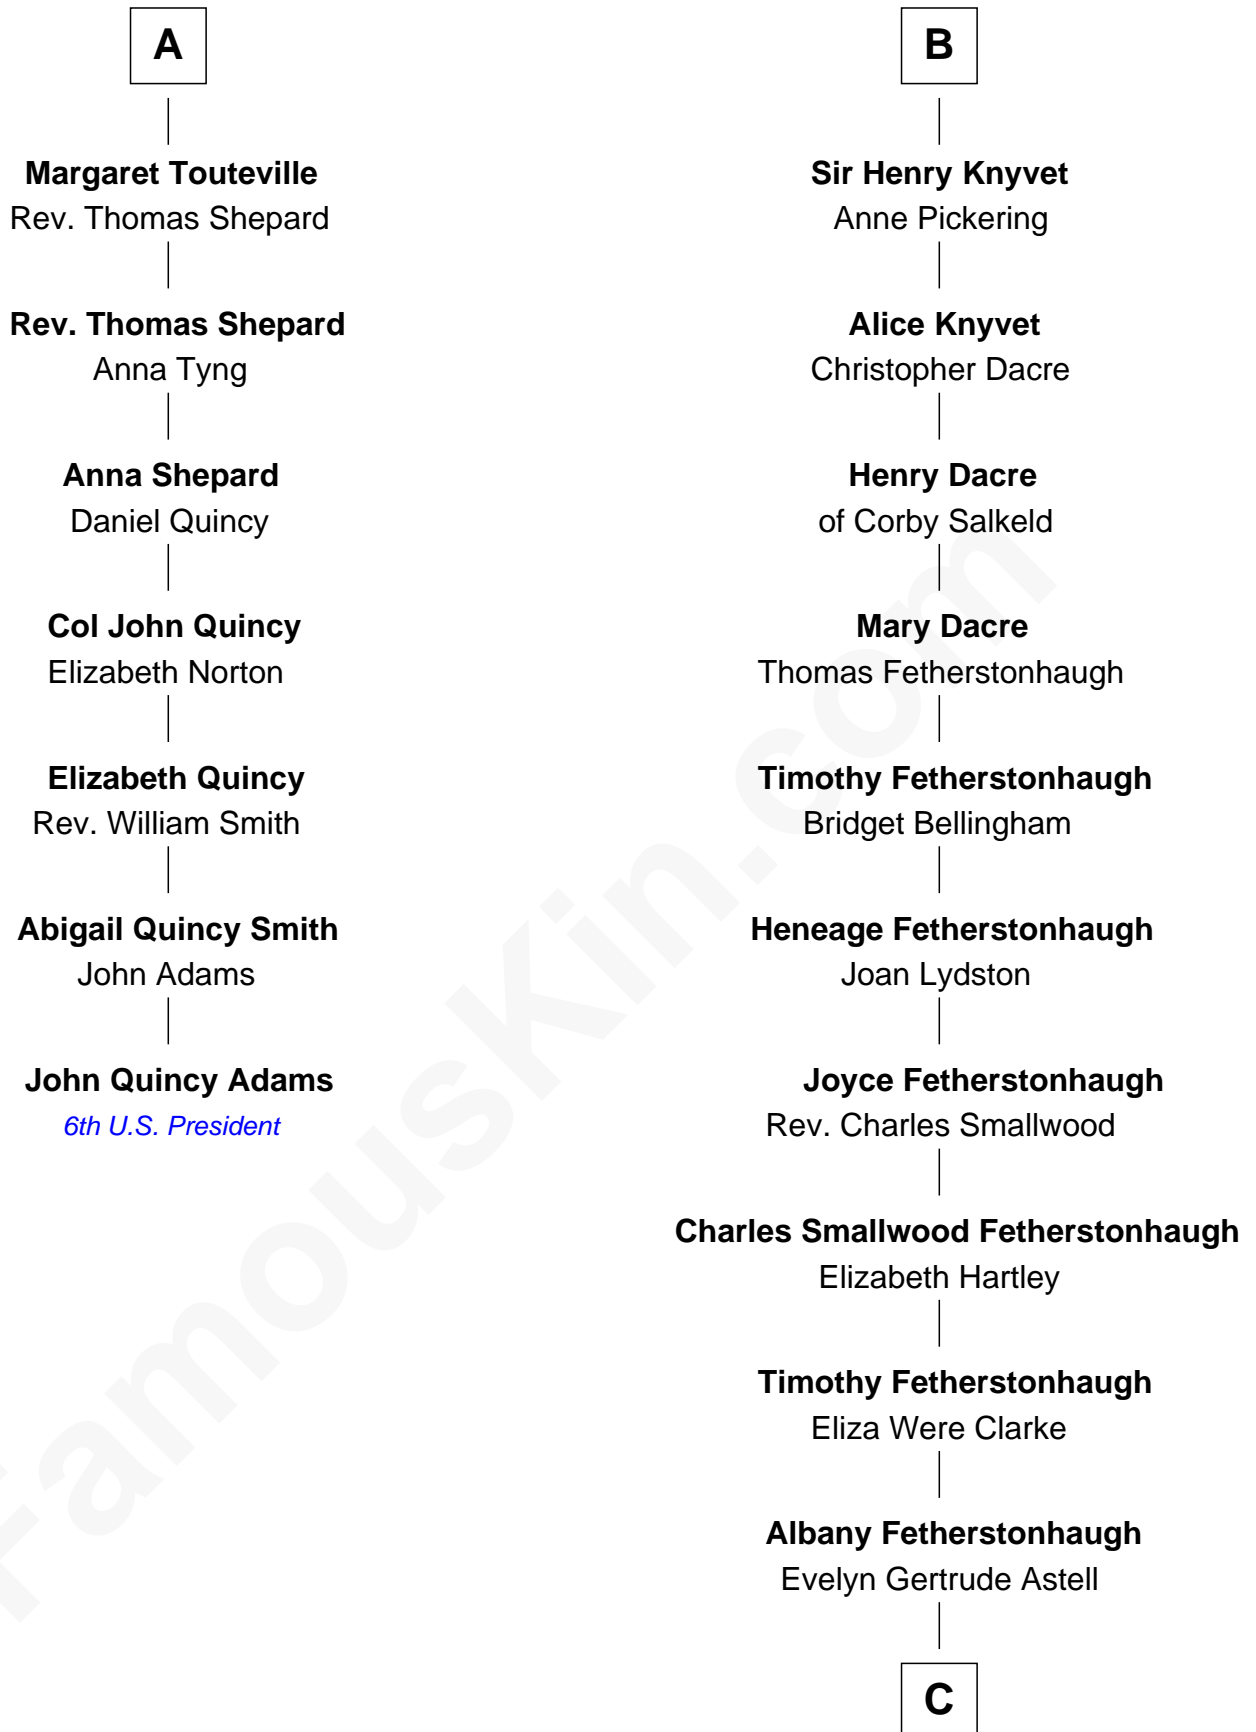 A
Margaret Touteville
Rev. Thomas Shepard
Rev. Thomas Shepard
Anna Tyng
Anna Shepard
Daniel Quincy
Col John Quincy
Elizabeth Norton
Elizabeth Quincy
Rev. William Smith
Abigail Quincy Smith
John Adams
John Quincy Adams
6th U.S. President
B
Sir Henry Knyvet
Anne Pickering
Alice Knyvet
Christopher Dacre
Henry Dacre
of Corby Salkeld
Mary Dacre
Thomas Fetherstonhaugh
Timothy Fetherstonhaugh
Bridget Bellingham
Heneage Fetherstonhaugh
Joan Lydston
Joyce Fetherstonhaugh
Rev. Charles Smallwood
Charles Smallwood Fetherstonhaugh
Elizabeth Hartley
Timothy Fetherstonhaugh
Eliza Were Clarke
Albany Fetherstonhaugh
Evelyn Gertrude Astell
C
FamousKin.com